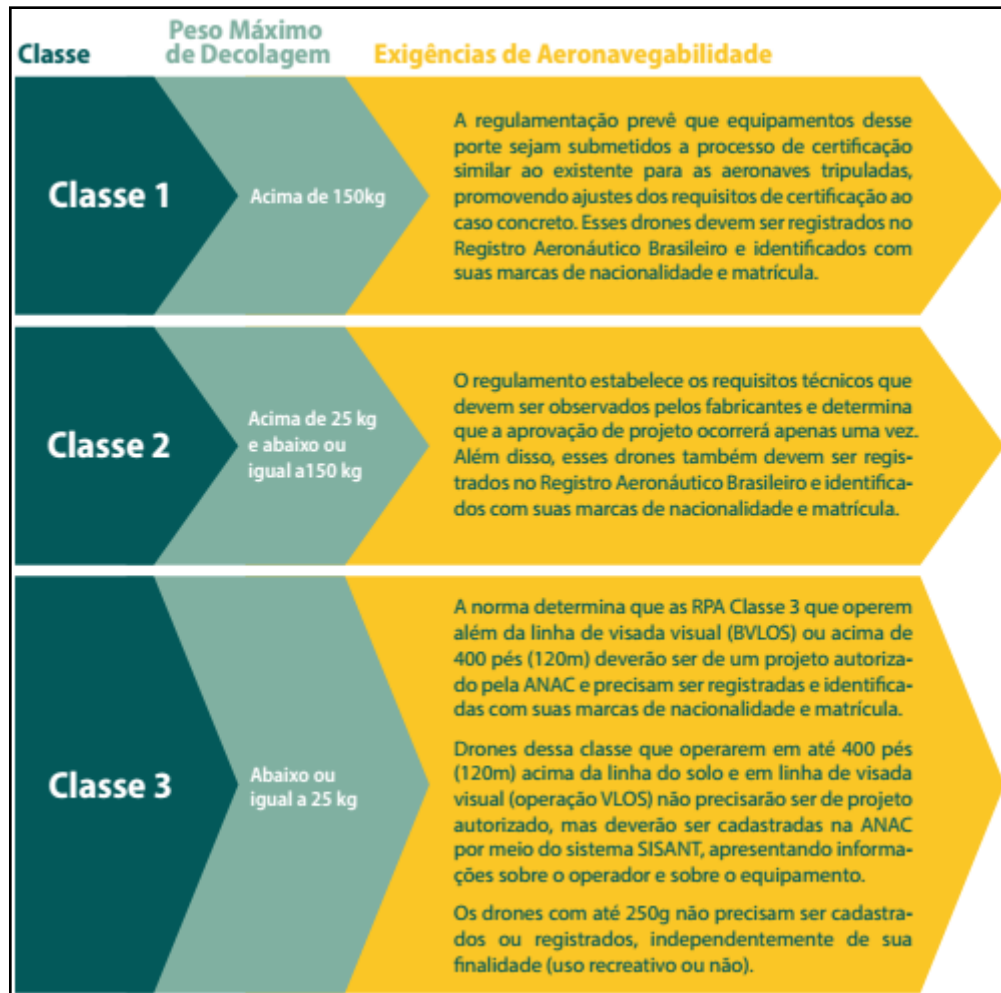 Classe
Peso Máximo
de Decolagem
Exigências de Aeronavegabilidade
Classe 1
Acima de 150kg
A regulamentação prevê que equipamentos desse
porte sejam submetidos a processo de certificação
similar ao existente para as aeronaves tripuladas,
promovendo ajustes dos requisitos de certificação ao
caso concreto. Esses drones devem ser registrados no
Registro Aeronáutico Brasileiro e identificados com
suas marcas de nacionalidade e matrícula.
Classe 2
Acima de 25 kg
e abaixo ou
igual a150 kg
O regulamento estabelece os requisitos técnicos que
devem ser observados pelos fabricantes e determina
que a aprovação de projeto ocorrerá apenas uma vez.
Além disso, esses drones também devem ser regis-
trados no Registro Aeronáutico Brasileiro e identifica-
dos com suas marcas de nacionalidade e matrícula.
Classe 3
Abaixo ou
igual a 25 kg
A norma determina que as RPA Classe 3 que operem
além da linha de visada visual (BVLOS) ou acima de
400 pés (120m) deverão ser de um projeto autoriza-
do pela ANAC e precisam ser registradas e identifica-
das com suas marcas de nacionalidade e matrícula.
Drones dessa classe que operarem em até 400 pés
(120m) acima da linha do solo e em linha de visada
visual (operação VLOS) não precisarão ser de projeto
autorizado, mas deverão ser cadastradas na ANAC
por meio do sistema SISANT, apresentando informa-
ções sobre o operador e sobre o equipamento.
Os drones com até 250g não precisam ser cadastra-
dos ou registrados, independentemente de sua
finalidade (uso recreativo ou não).